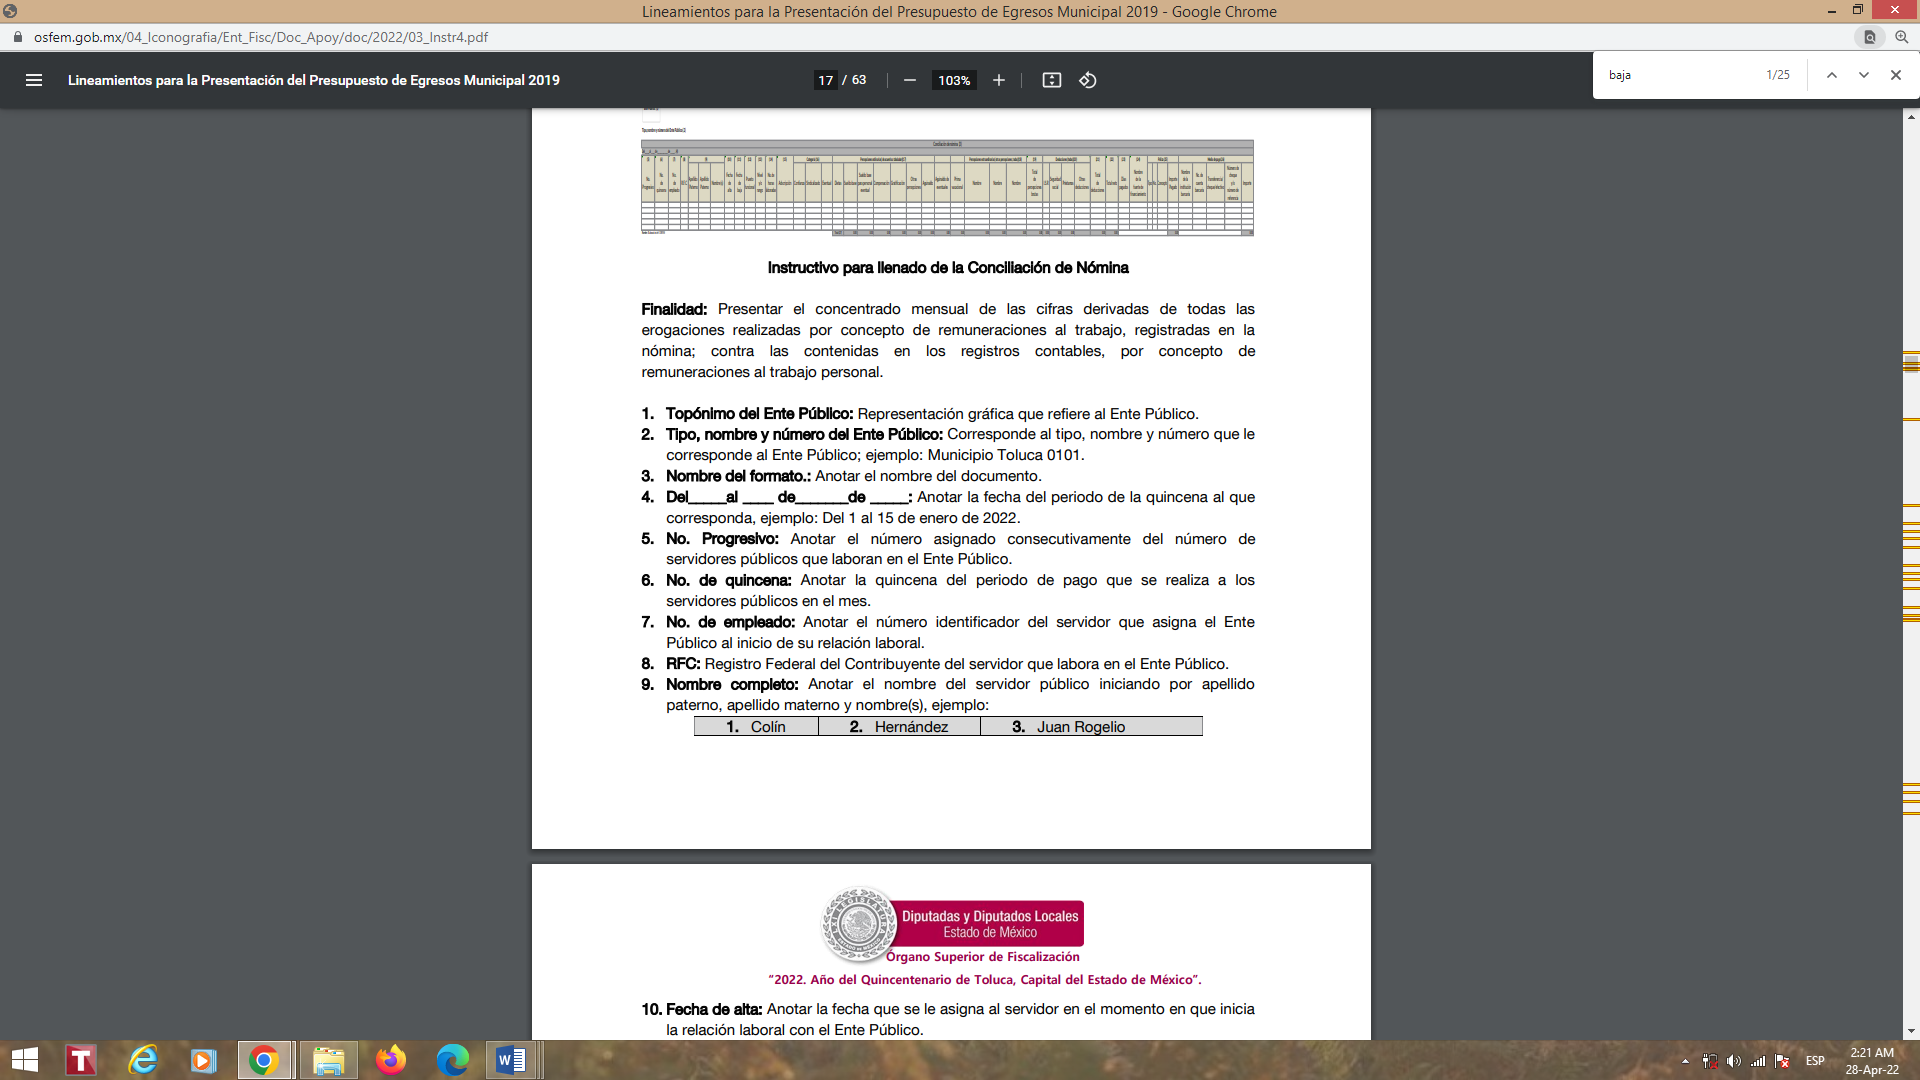 Lineamientos para la Presentación del Presupuesto de Egresos Municipal 2019 - Google Chrome
osfem.gob.mx/04_Iconografia/Ent_Fisc/Doc_Apoy/doc/2022/03_Instr4.pdf
Lineamientos para la Presentación del Presupuesto de Egresos Municipal 2019
17 / 63
103%
baja
1/25
Instructivo para llenado de la Conciliación de Nómina
Finalidad: Presentar el concentrado mensual de las cifras derivadas de todas las
erogaciones realizadas por concepto de remuneraciones al trabajo, registradas en la
nómina; contra las contenidas en los registros contables, por concepto de
remuneraciones al trabajo personal.
1. Topónimo del Ente Público: Representación gráfica que refiere al Ente Público.
2. Tipo, nombre y número del Ente Público: Corresponde al tipo, nombre y número que le
corresponde al Ente Público; ejemplo: Municipio Toluca 0101.
3. Nombre del formato.: Anotar el nombre del documento.
4. Del_____al ____ de_______de _____: Anotar la fecha del periodo de la quincena al que
corresponda, ejemplo: Del 1 al 15 de enero de 2022.
5. No. Progresivo: Anotar el número asignado consecutivamente del número de
servidores públicos que laboran en el Ente Público.
6. No. de quincena: Anotar la quincena del periodo de pago que se realiza a los
servidores públicos en el mes.
7. No. de empleado: Anotar el número identificador del servidor que asigna el Ente
Público al inicio de su relación laboral.
8. RFC: Registro Federal del Contribuyente del servidor que labora en el Ente Público.
9. Nombre completo: Anotar el nombre del servidor público iniciando por apellido
paterno, apellido materno y nombre(s), ejemplo:
1. Colín 2. Hernández 3. Juan Rogelio
Diputadas y Diputados Locales
Estado de México
Órgano Superior de Fiscalización
“2022. Año del Quincentenario de Toluca, Capital del Estado de México”.
10. Fecha de alta: Anotar la fecha que se le asigna al servidor en el momento en que inicia
la relación laboral con el Ente Público.
ESP
2:21 AM
28-Apr-22